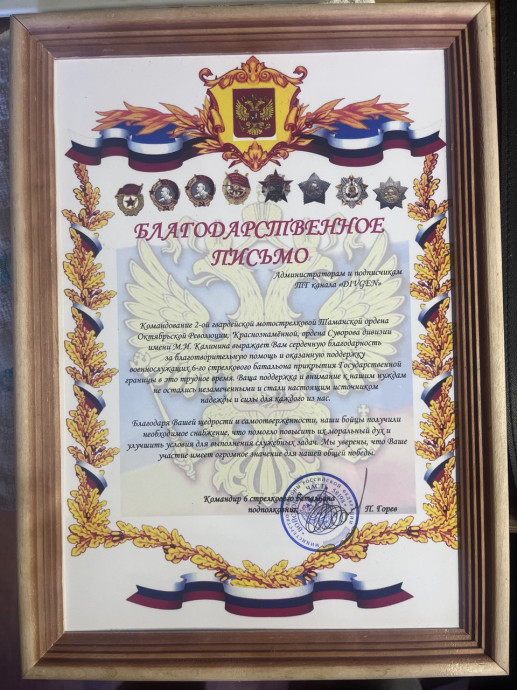 БЛАГОДАРСТВЕННОЕ
ПИСЬМО
Администраторам и подписчикам
ТГ канала «DIVGEN»
Командование 2-ой гвардейской мотострелковой Таманской ордена
Октябрьской Революции, Краснознамённой, ордена Суворова дивизии
имени М.И. Калинина выражает Вам сердечную благодарность
за благотворительную помощь и оказанную поддержку
военнослужащих 6-го стрелкового батальона прикрытия Государственной
границы в это трудное время. Ваша поддержка и внимание к нашим нуждам
не остались незамеченными и стали настоящим источником
надежды и силы для каждого из нас.
Благодаря Вашей щедрости и самоотверженности, наши бойцы получили
необходимое снабжение, что помогло повысить их моральный дух и
улучшить условия для выполнения служебных задач. Мы уверены, что Ваше
участие имеет огромное значение для нашей общей победы.
Командир 6 стрелкового батальона
подполковник П. Горев